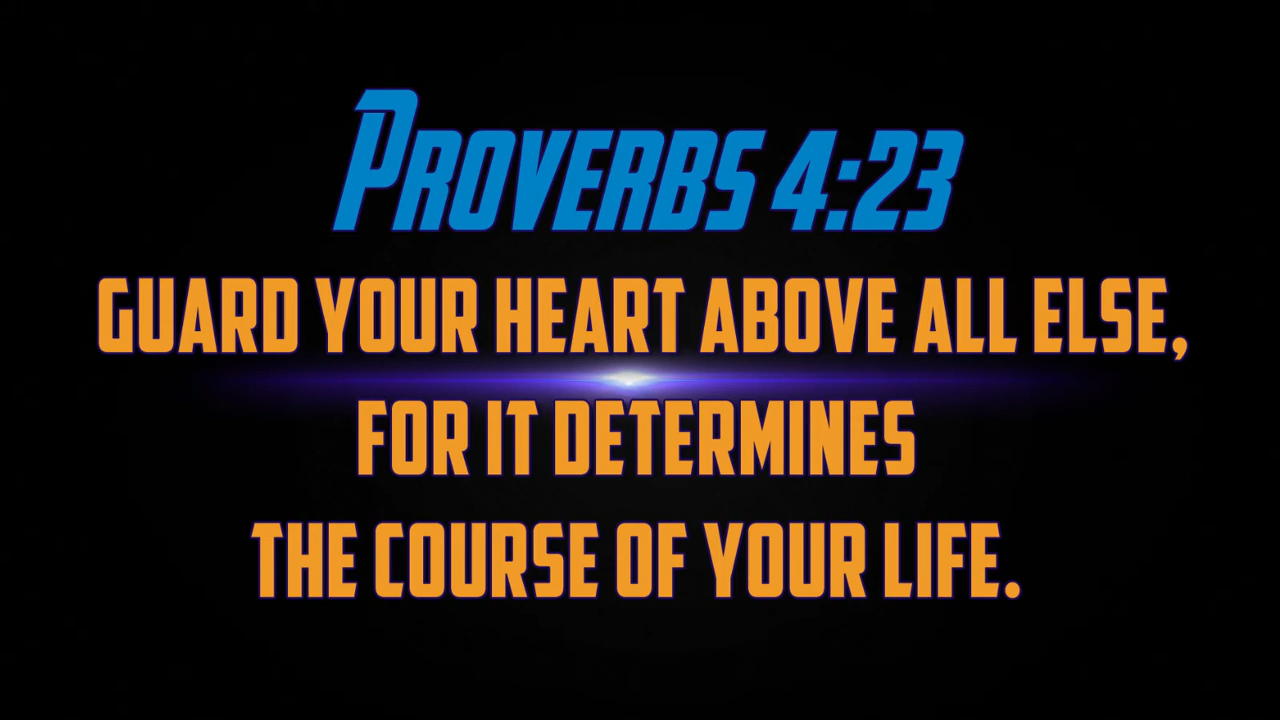 PROVERBS 4:23
GUARD YOUR HEART ABOVE ALL ELSE,
FOR IT DETERMINES
THE COURSE OF YOUR LIFE.